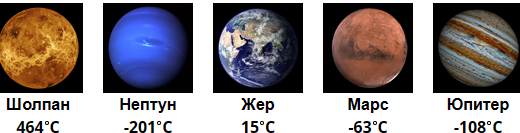 Шолпан Нептун Жер Марс Юпитер
464°C -201°C 15°C -63°C -108°C